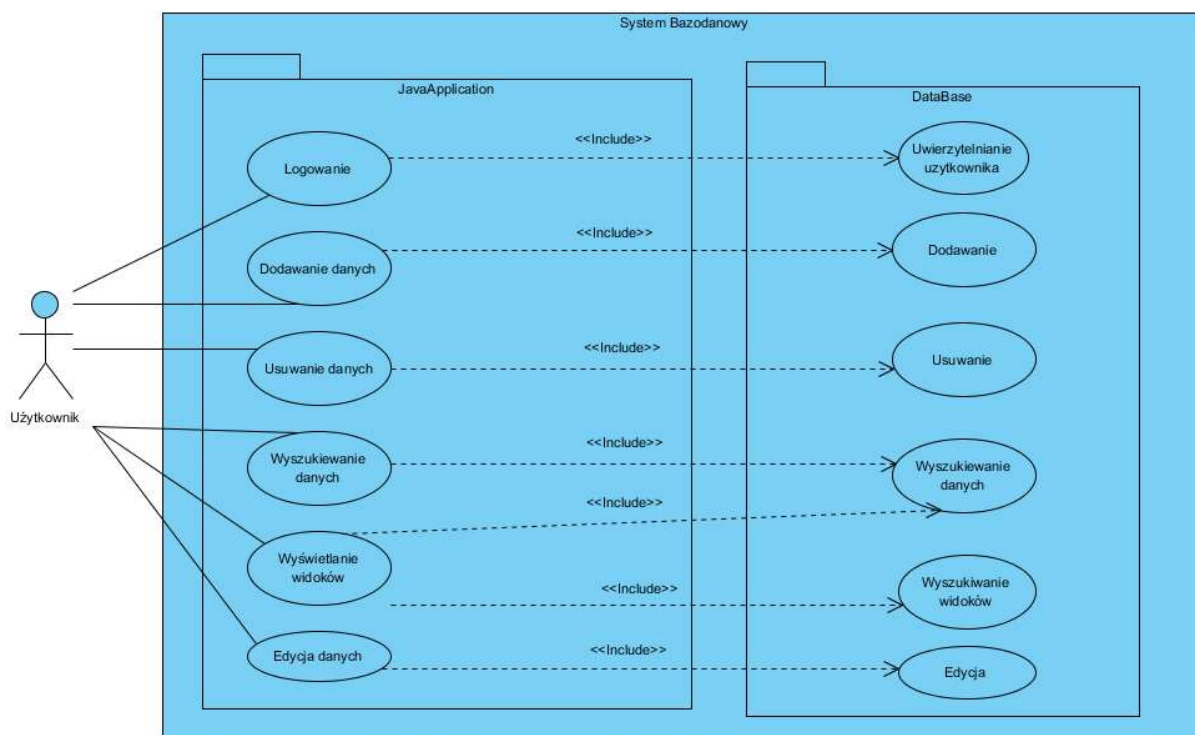 System Bazodanowy
JavaApplication
DataBase
Logowanie
<<Include>>
Uwierzytelnianie
uzytkownika
Dodawanie danych
<<Include>>
Dodawanie
Usuwanie danych
<<Include>>
Usuwanie
Użytkownik
Wyszukiewanie
danych
<<Include>>
Wyszukiewanie
danych
<<Include>>
Wyświetlanie
widoków
<<Include>>
Wyszukiwanie
widoków
Edycja danych
<<Include>>
Edycja